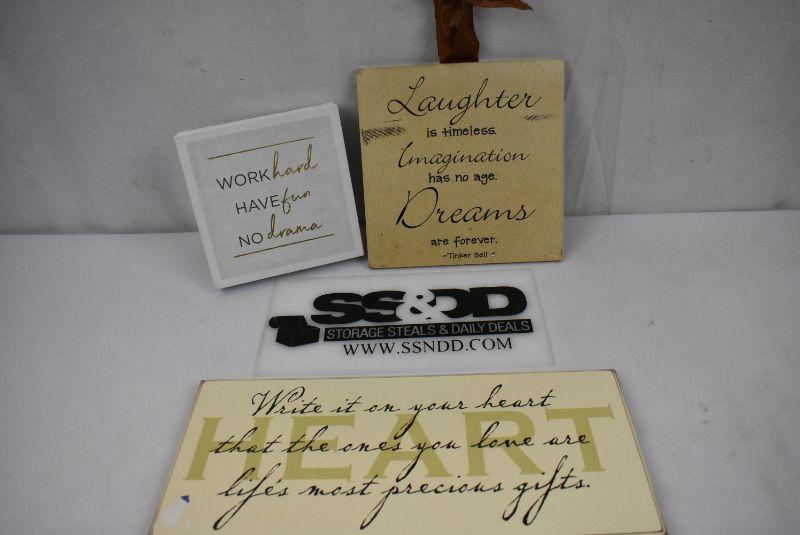 WORK hard
HAVE fun
NO drama
Laughter
is timeless.
Imagination
has no age.
Dreams
are forever.
~Tinker Bell
SS&DD
STORAGE STEALS & DAILY DEALS
WWW.SSNDD.COM
HEART
Write it on your heart
that the ones you love are
life's most precious gifts.